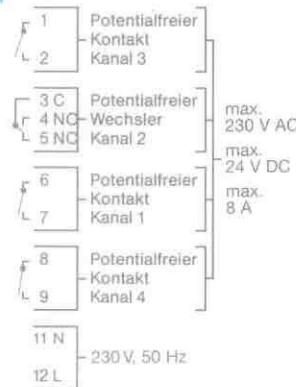 1 Potentialfreier
Kontakt
2 Kanal 3
3 C Potentialfreier
4 NC Wechsler
5 NC Kanal 2
max.
230 V AC
max.
24 V DC
max.
8 A
6 Potentialfreier
Kontakt
7 Kanal 1
8 Potentialfreier
Kontakt
9 Kanal 4
11 N
230 V, 50 Hz
12 L